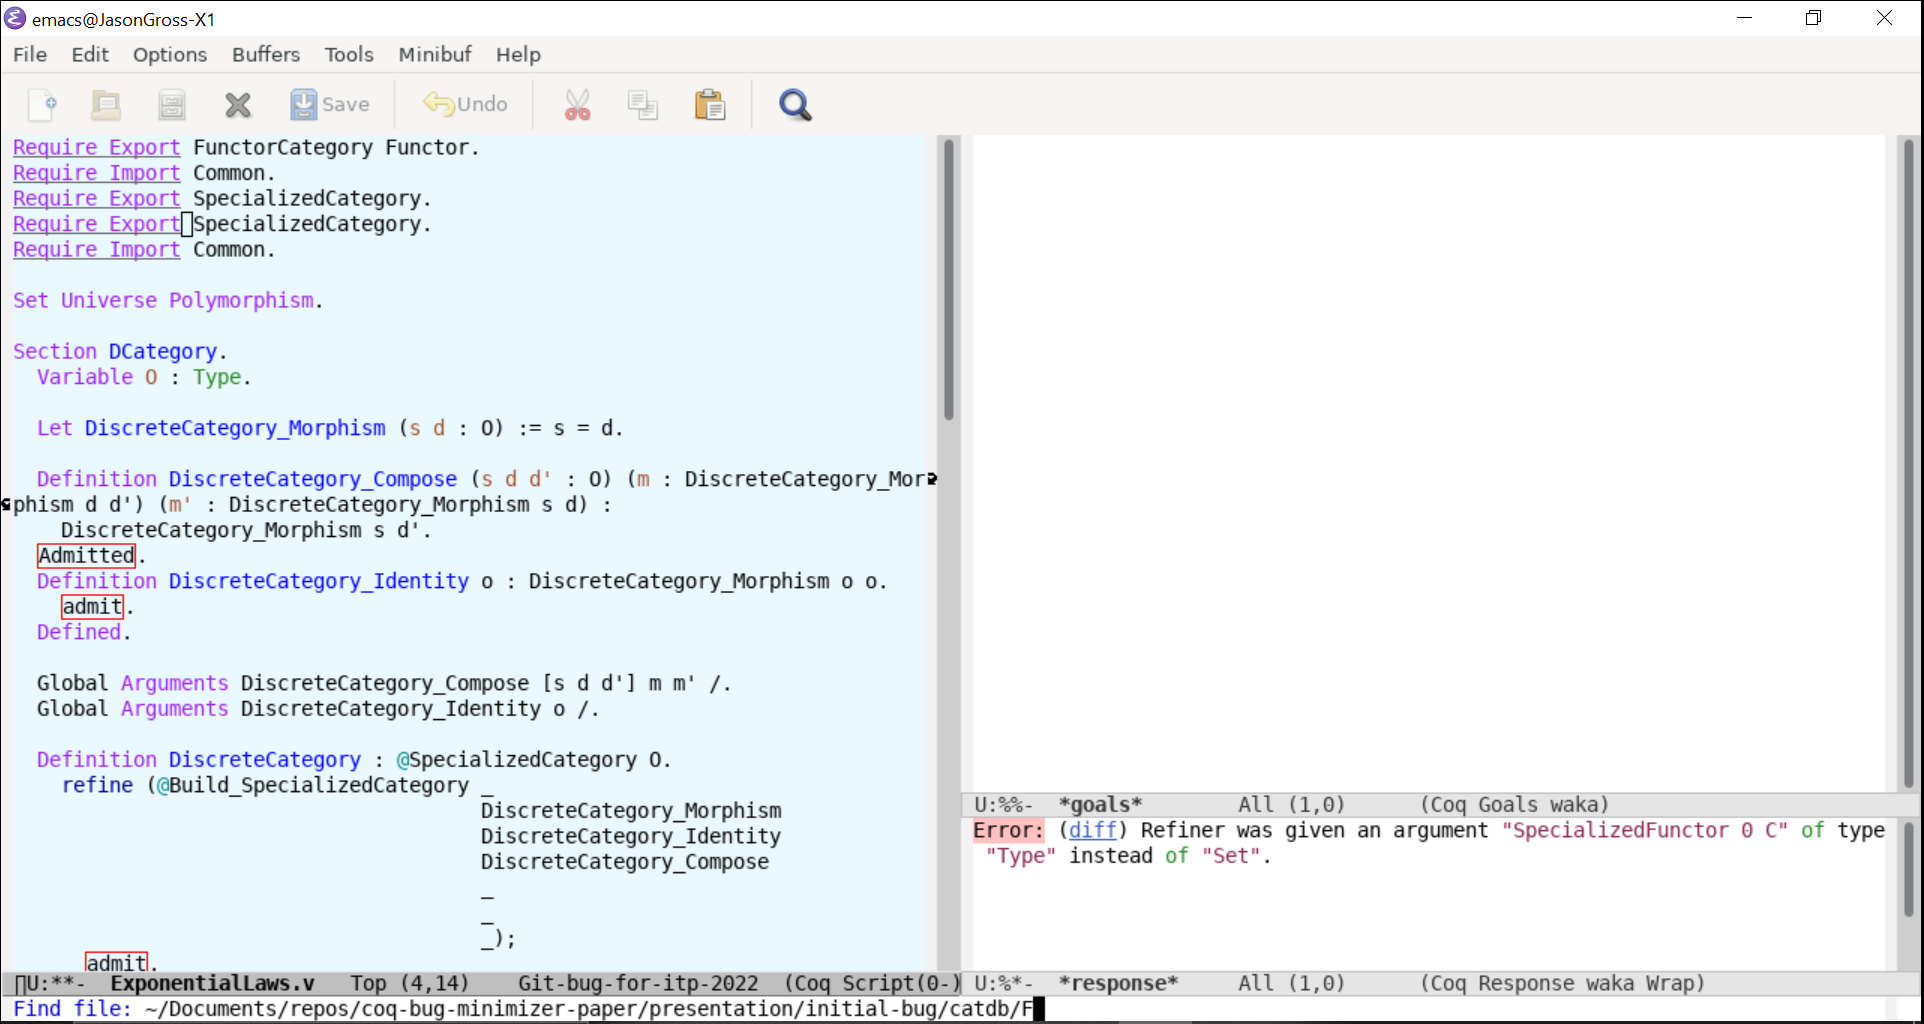 emacs@JasonGross-X1
File Edit Options Buffers Tools Minibuf Help
Save Undo
Require Export FunctorCategory Functor.
Require Import Common.
Require Export SpecializedCategory.
Require Export SpecializedCategory.
Require Import Common.
Set Universe Polymorphism.
Section DCategory.
  Variable O : Type.
  Let DiscreteCategory_Morphism (s d : O) := s = d.
  Definition DiscreteCategory_Compose (s d d' : O) (m : DiscreteCategory_Mor
phism d d') (m' : DiscreteCategory_Morphism s d) :
    DiscreteCategory_Morphism s d'.
  Admitted.
  Definition DiscreteCategory_Identity o : DiscreteCategory_Morphism o o.
    admit.
  Defined.
  Global Arguments DiscreteCategory_Compose [s d d'] m m' /.
  Global Arguments DiscreteCategory_Identity o /.
  Definition DiscreteCategory : @SpecializedCategory O.
    refine (@Build_SpecializedCategory _
                                       DiscreteCategory_Morphism
                                       DiscreteCategory_Identity
                                       DiscreteCategory_Compose
                                       _
                                       _
                                       _);
      admit.
U:**-  ExponentialLaws.v   Top (4,14)    Git-bug-for-itp-2022  (Coq Script(0-)
U:%%-  *goals*        All (1,0)      (Coq Goals waka)
Error: (diff) Refiner was given an argument "SpecializedFunctor 0 C" of type
 "Type" instead of "Set".
U:%*-  *response*     All (1,0)      (Coq Response waka Wrap)
Find file: ~/Documents/repos/coq-bug-minimizer-paper/presentation/initial-bug/catdb/F